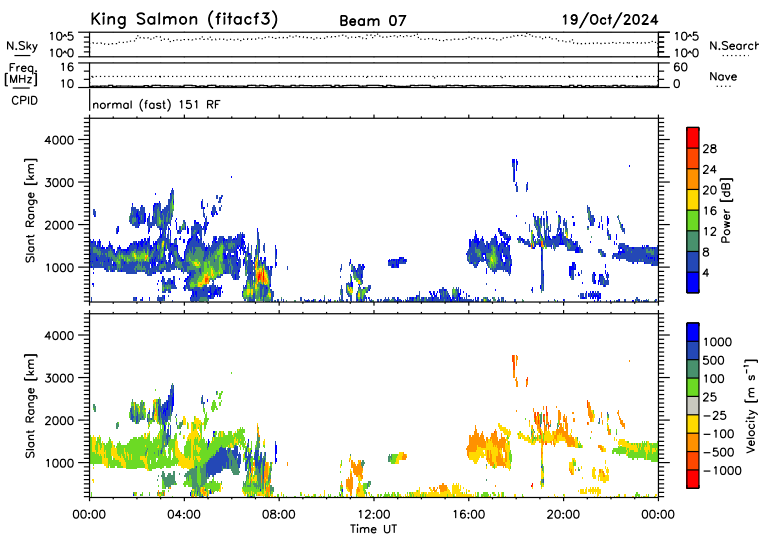 King Salmon (fitacf3) Beam 07 19/Oct/2024
N.Sky 10^5 10^5 N.Search
10^0 10^0
Freq. 16 60 Nave
[MHz] 10 0
CPID normal (fast) 151 RF
Slant Range [km]
4000
3000
2000
1000
28
24
20
16
12
8
4
Power [dB]
Slant Range [km]
4000
3000
2000
1000
1000
500
100
25
-25
-100
-500
-1000
Velocity [m s⁻¹]
00:00 04:00 08:00 12:00 16:00 20:00 00:00
Time UT